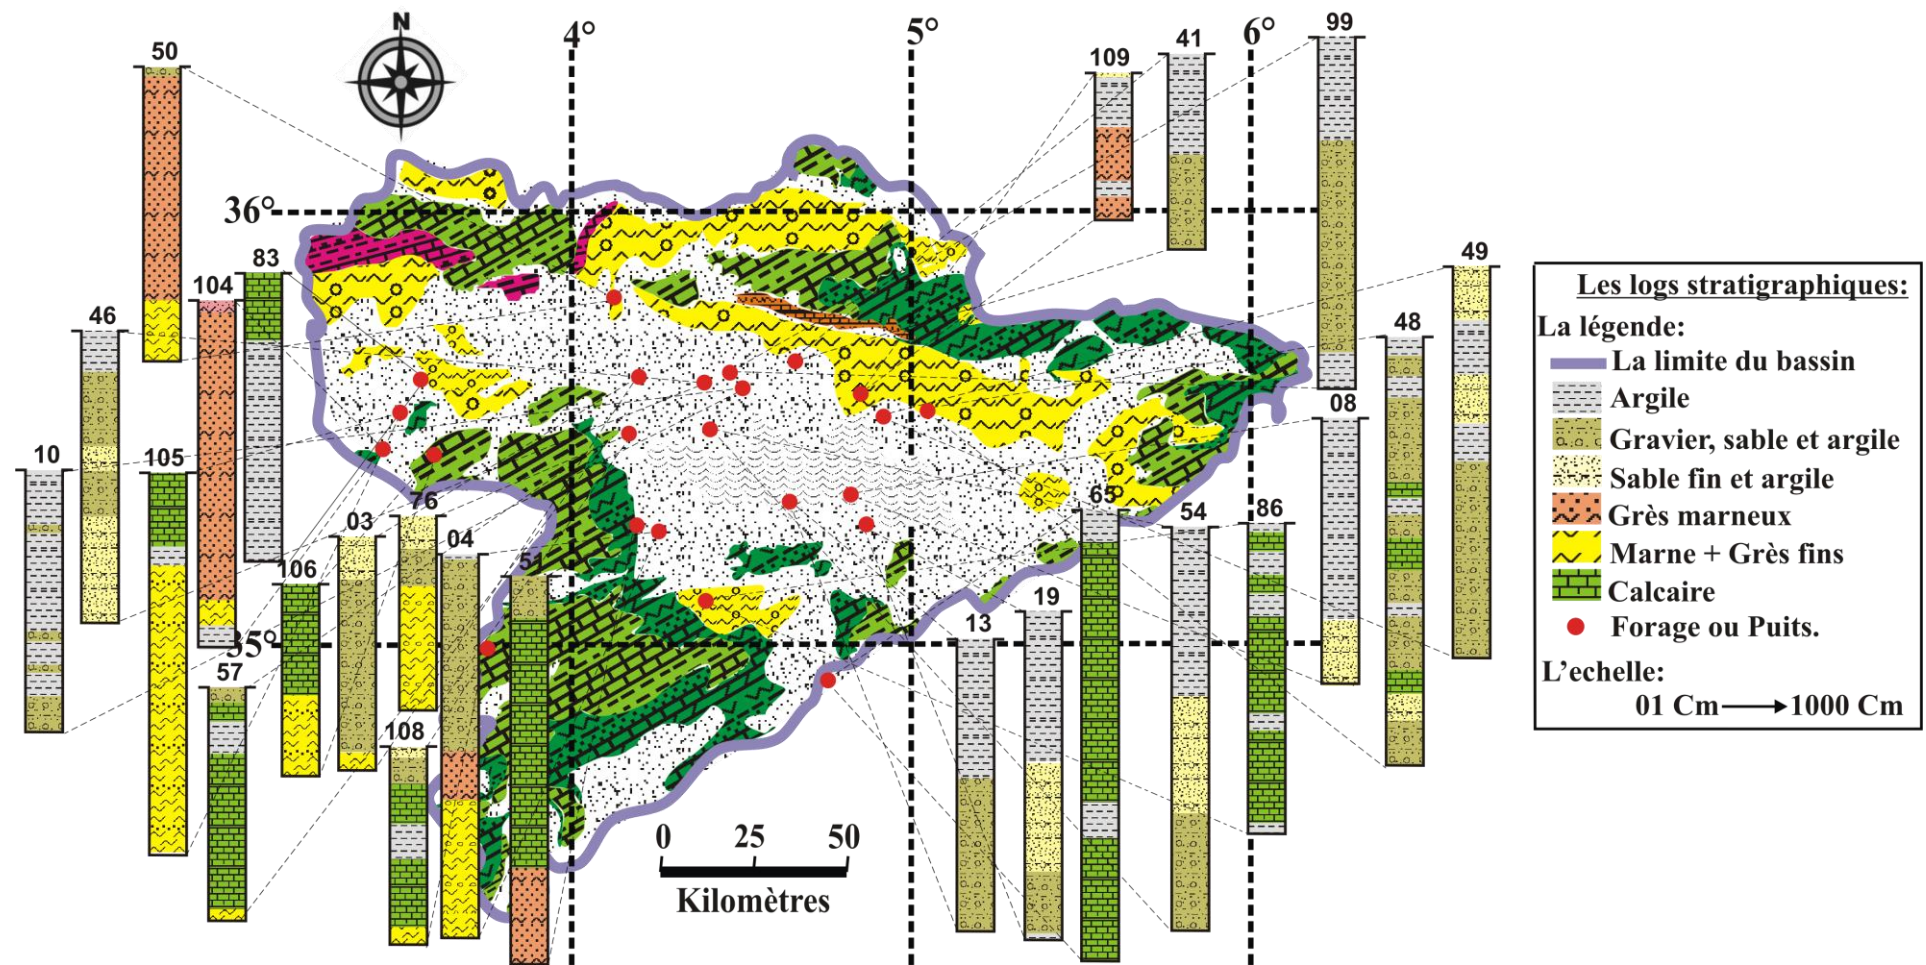 N
4°
5°
6°
99
50
109
41
36°
83
49
104
46
48
08
10
105
76
03
04
65
54
86
106
51
19
13
35°
57
108
0 25 50
Kilomètres
Les logs stratigraphiques:
La légende:
La limite du bassin
Argile
Gravier, sable et argile
Sable fin et argile
Grès marneux
Marne + Grès fins
Calcaire
Forage ou Puits.
L'echelle:
01 Cm → 1000 Cm